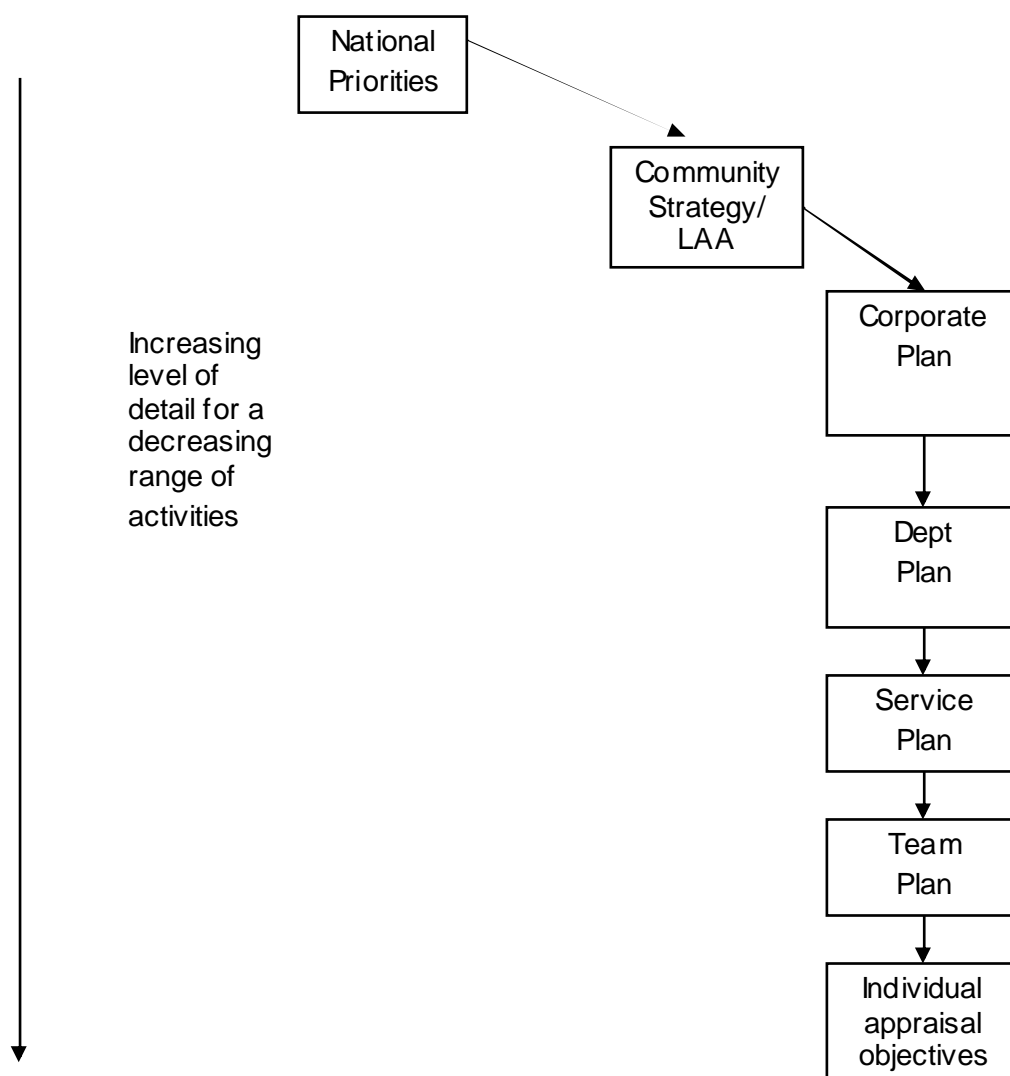 National
Priorities
Community
Strategy/
LAA
Corporate
Plan
Increasing
level of
detail for a
decreasing
range of
activities
Dept
Plan
Service
Plan
Team
Plan
Individual
appraisal
objectives